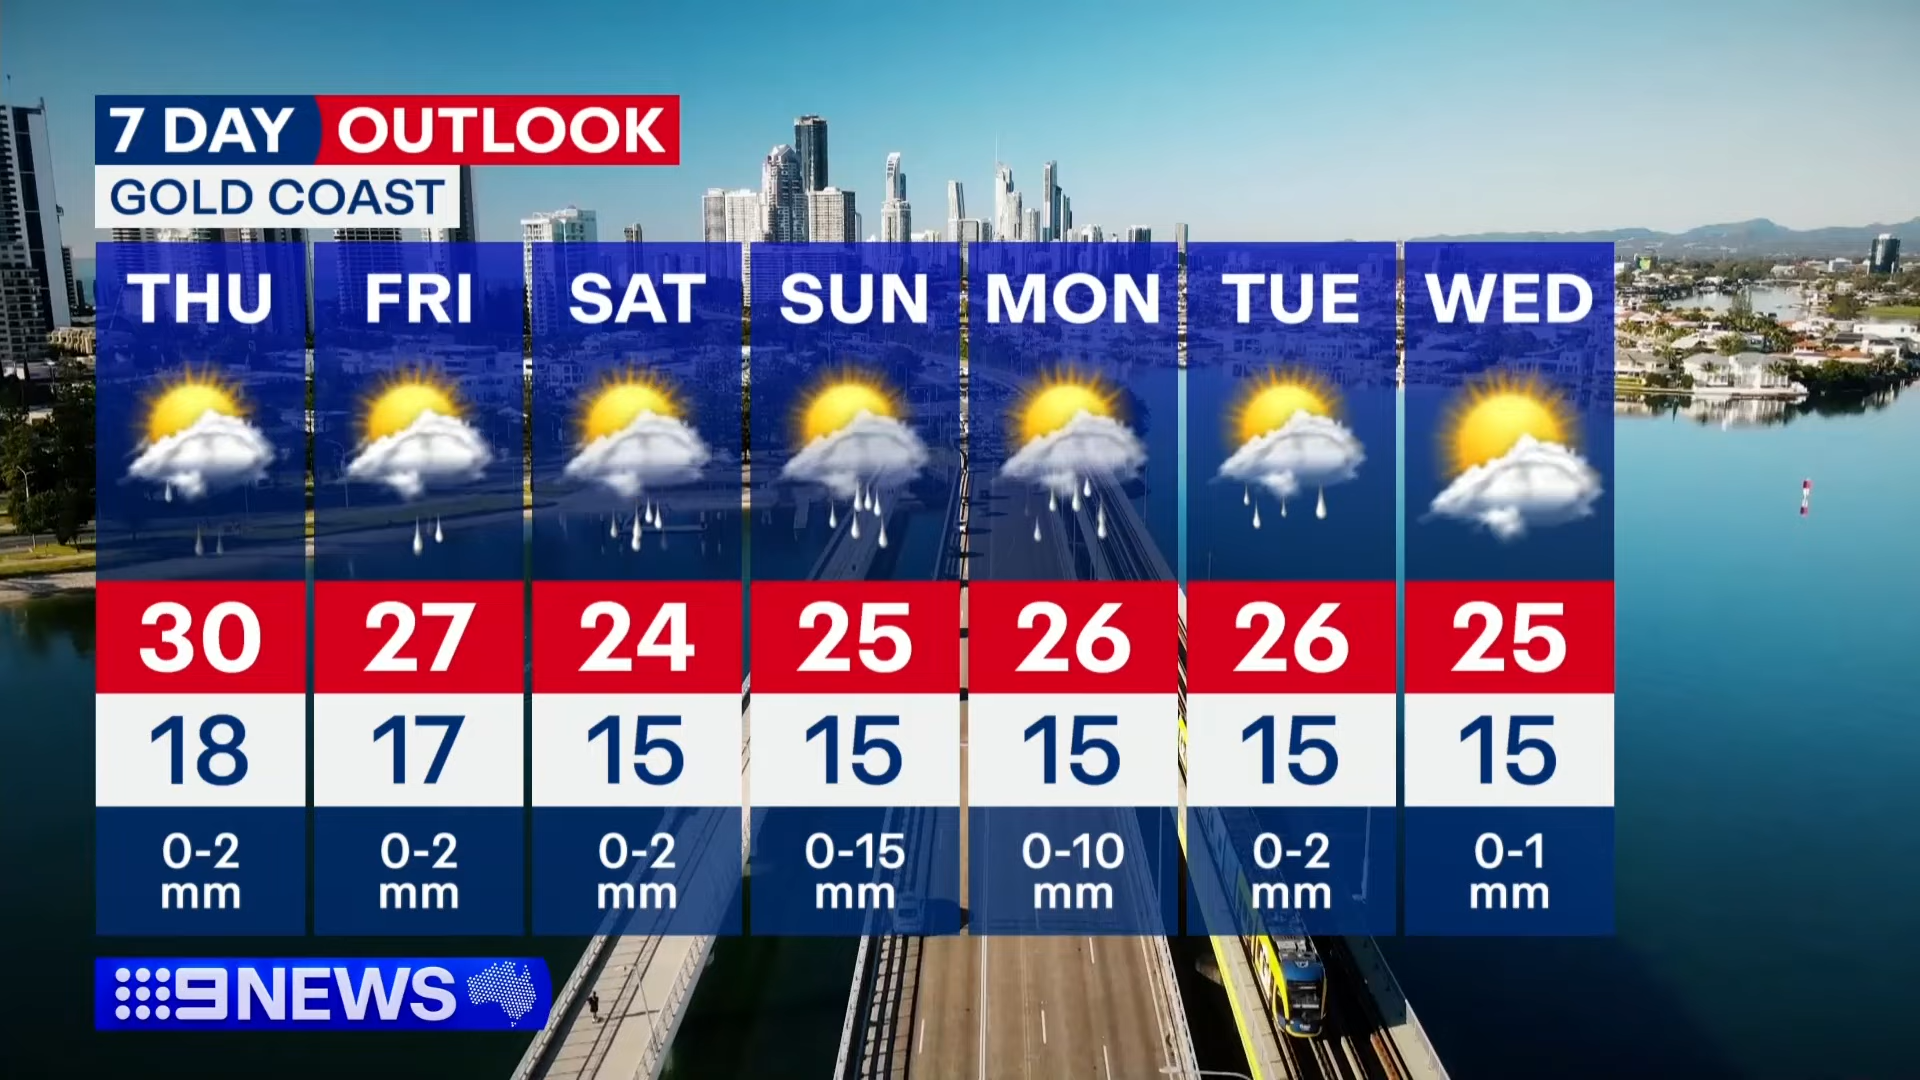 7 DAY OUTLOOK
GOLD COAST
THU FRI SAT SUN MON TUE WED
30 27 24 25 26 26 25
18 17 15 15 15 15 15
0-2 0-2 0-2 0-15 0-10 0-2 0-1
mm mm mm mm mm mm mm
9NEWS